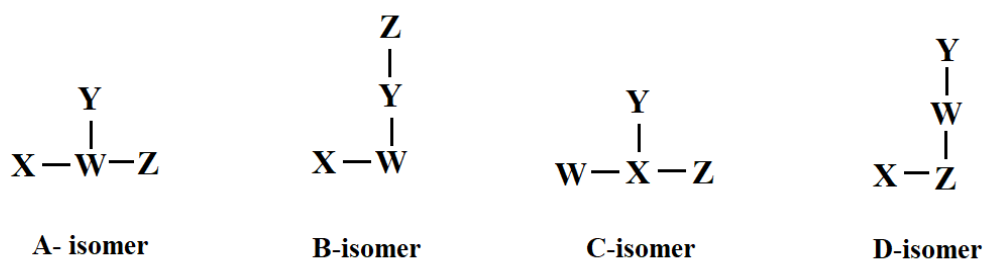 Z
Y
Y
Y
Y
W
X W Z
X W
W X Z
X Z
A- isomer
B-isomer
C-isomer
D-isomer